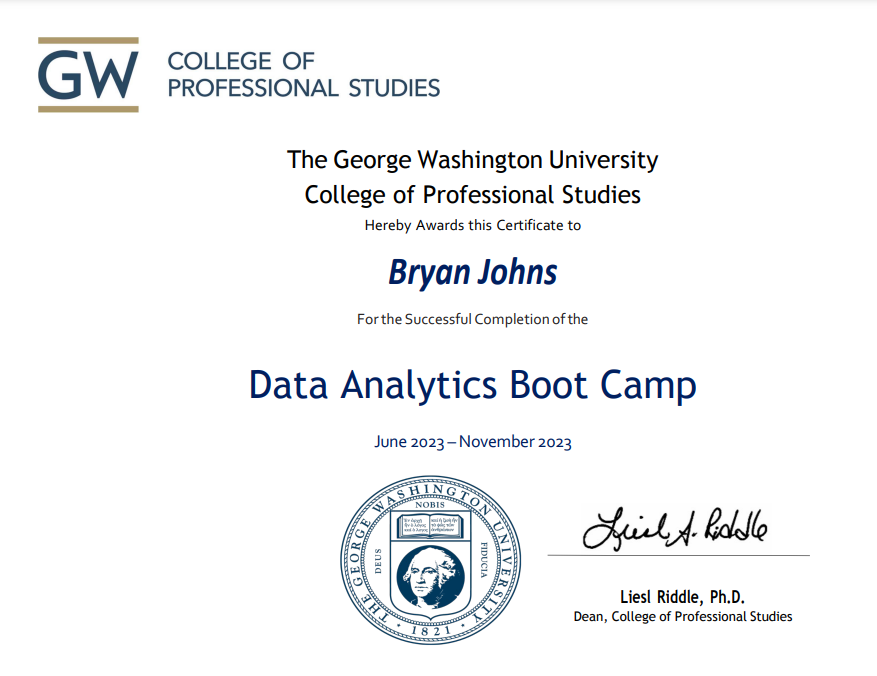 GW
COLLEGE OF
PROFESSIONAL STUDIES
The George Washington University
College of Professional Studies
Hereby Awards this Certificate to
Bryan Johns
For the Successful Completion of the
Data Analytics Boot Camp
June 2023 – November 2023
THE GEORGE WASHINGTON UNIVERSITY
NOBIS
DEUS
FIDUCIA
· 1821 ·
Liesl A. Riddle
Liesl Riddle, Ph.D.
Dean, College of Professional Studies